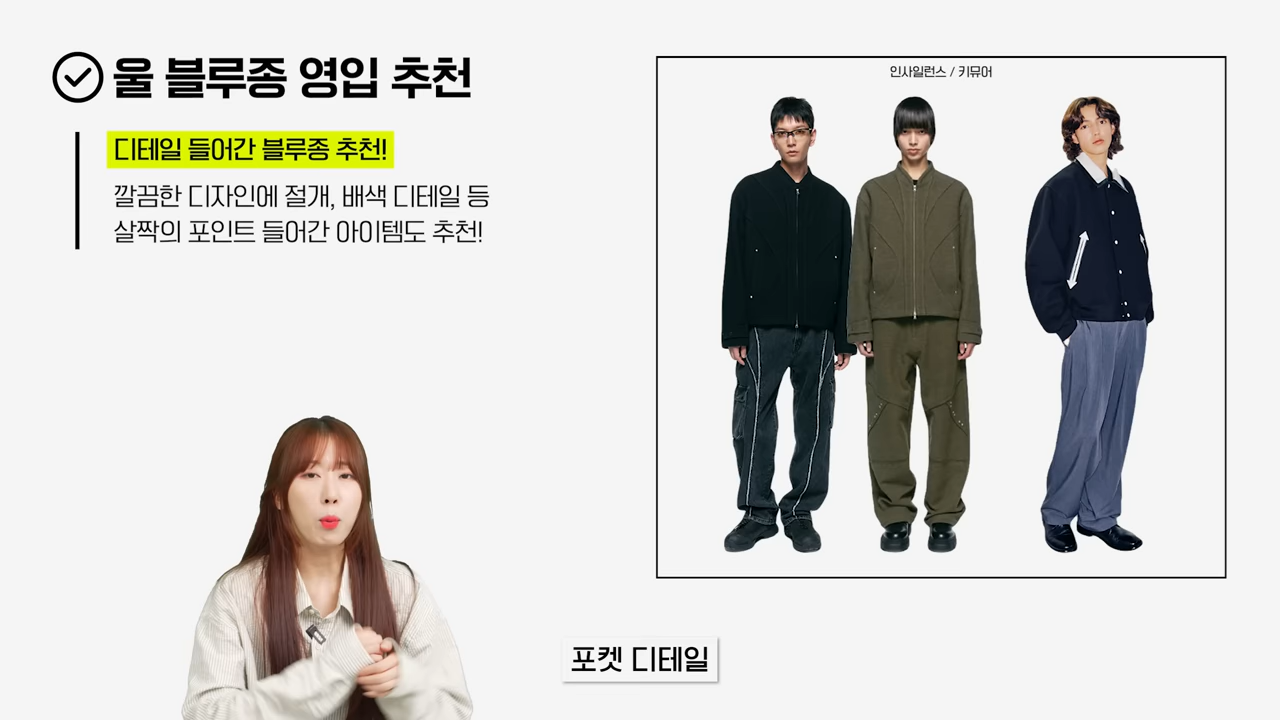 울 블루종 영입 추천
디테일 들어간 블루종 추천!
깔끔한 디자인에 절개, 배색 디테일 등
살짝의 포인트 들어간 아이템도 추천!
인사일런스 / 키뮤어
포켓 디테일